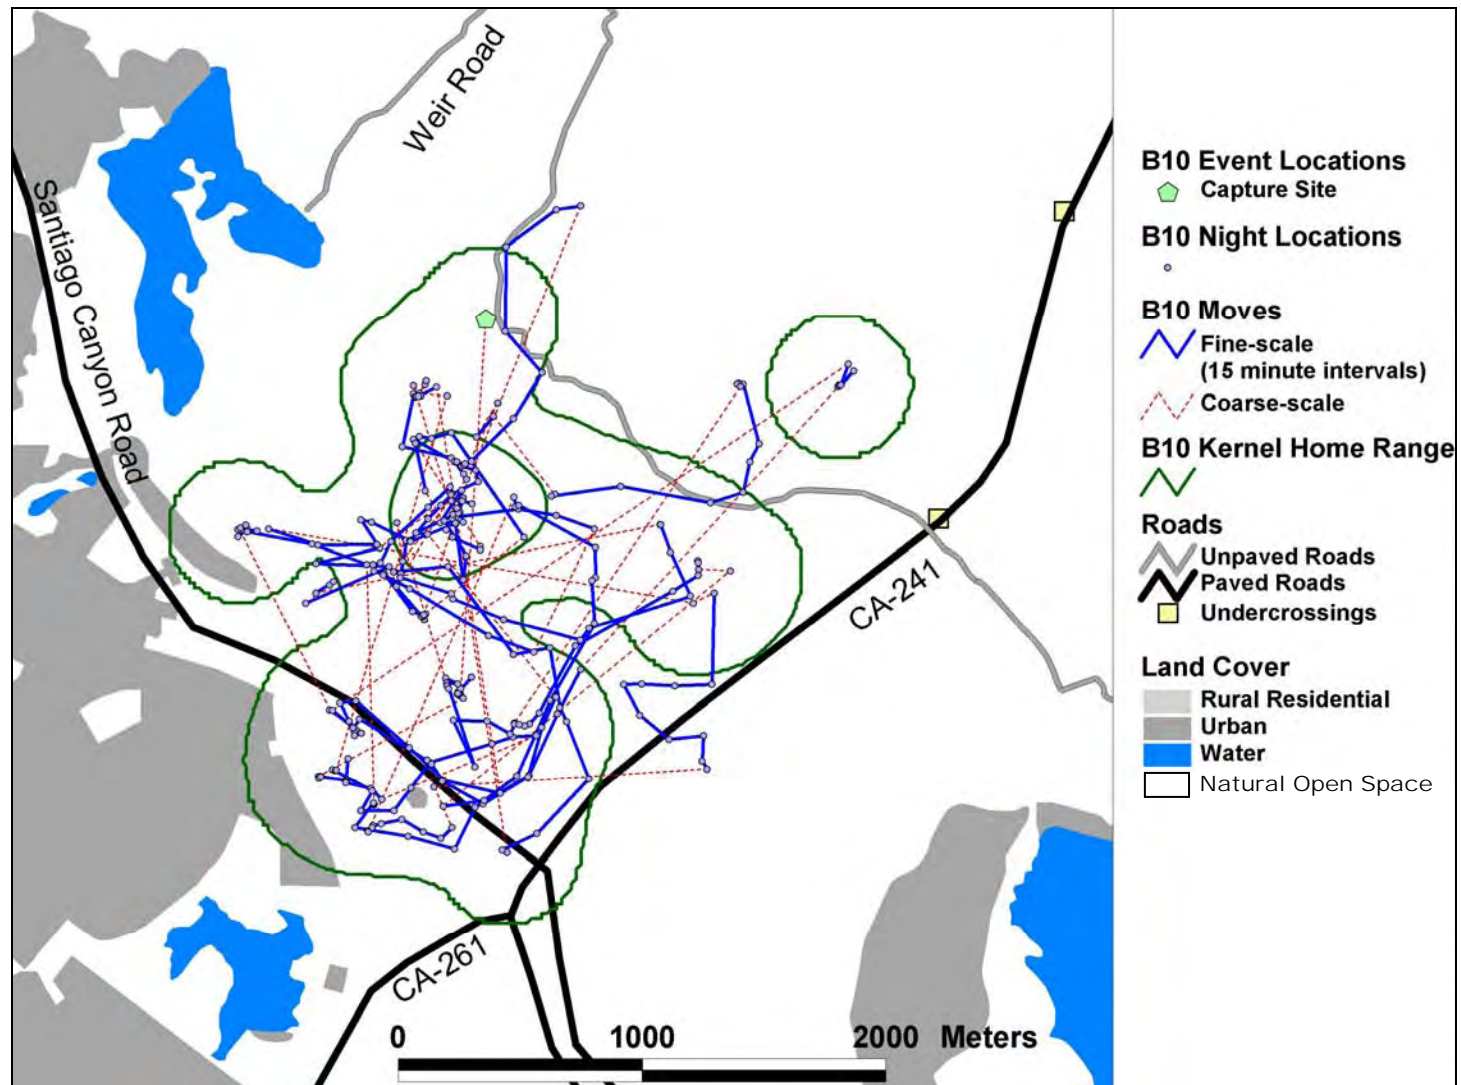 Weir Road
Santiago Canyon Road
CA-241
CA-261
0 1000 2000 Meters
B10 Event Locations
Capture Site
B10 Night Locations
B10 Moves
Fine-scale
(15 minute intervals)
Coarse-scale
B10 Kernel Home Range
Roads
Unpaved Roads
Paved Roads
Undercrossings
Land Cover
Rural Residential
Urban
Water
Natural Open Space